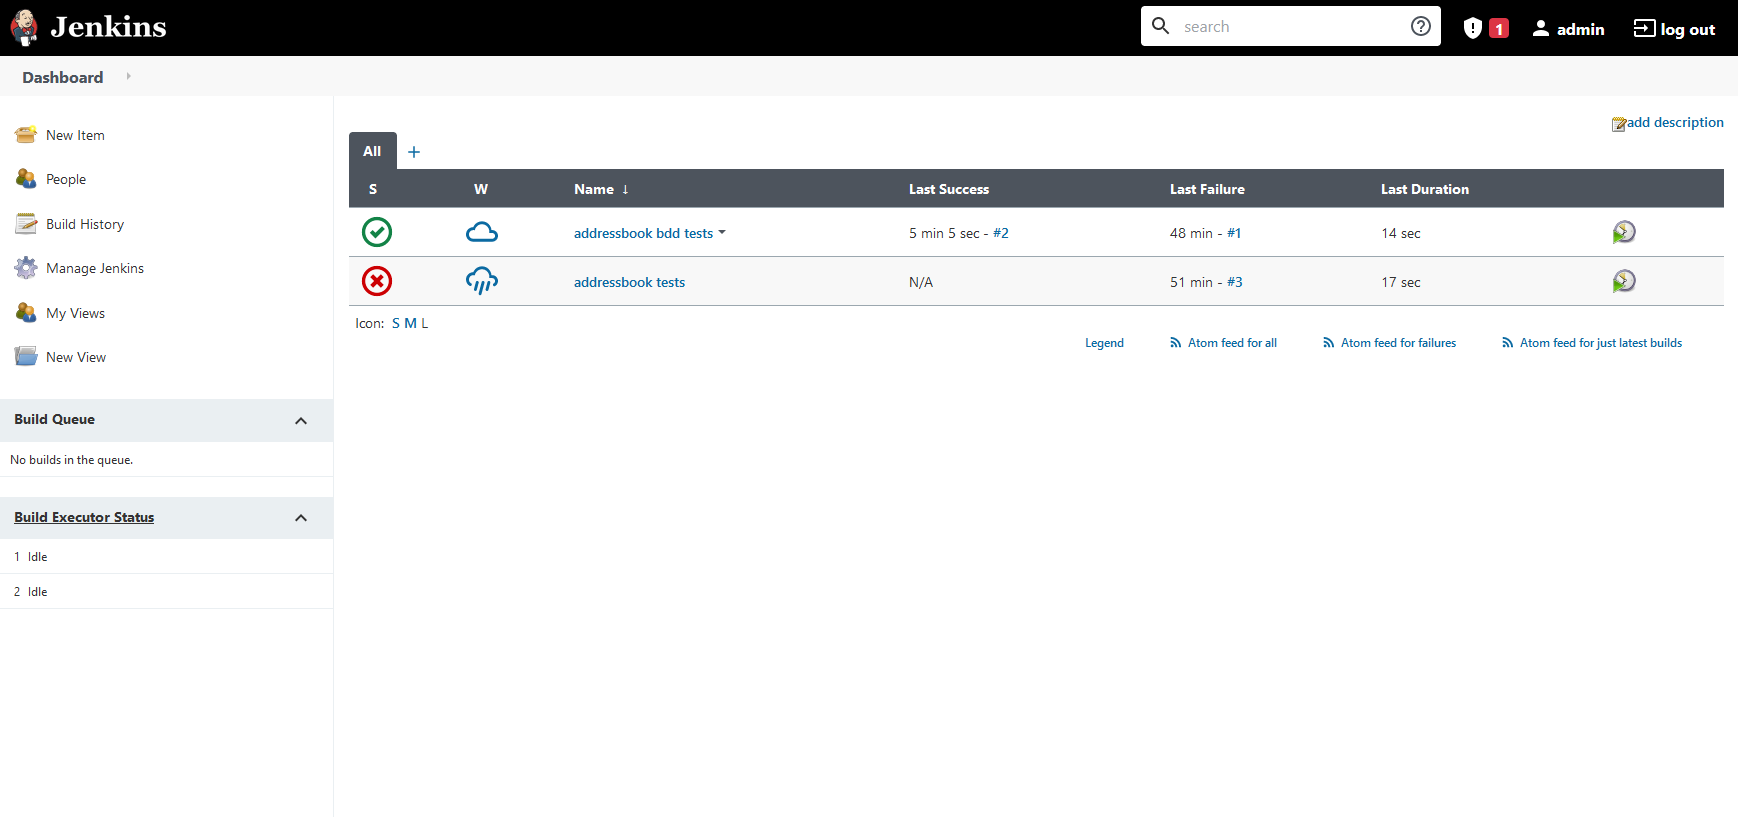 Jenkins
search
1
admin
log out
Dashboard
New Item
People
Build History
Manage Jenkins
My Views
New View
Build Queue
No builds in the queue.
Build Executor Status
1 Idle
2 Idle
add description
All +
S W Name ↓ Last Success Last Failure Last Duration
addressbook bdd tests 5 min 5 sec - #2 48 min - #1 14 sec
addressbook tests N/A 51 min - #3 17 sec
Icon: S M L
Legend Atom feed for all Atom feed for failures Atom feed for just latest builds